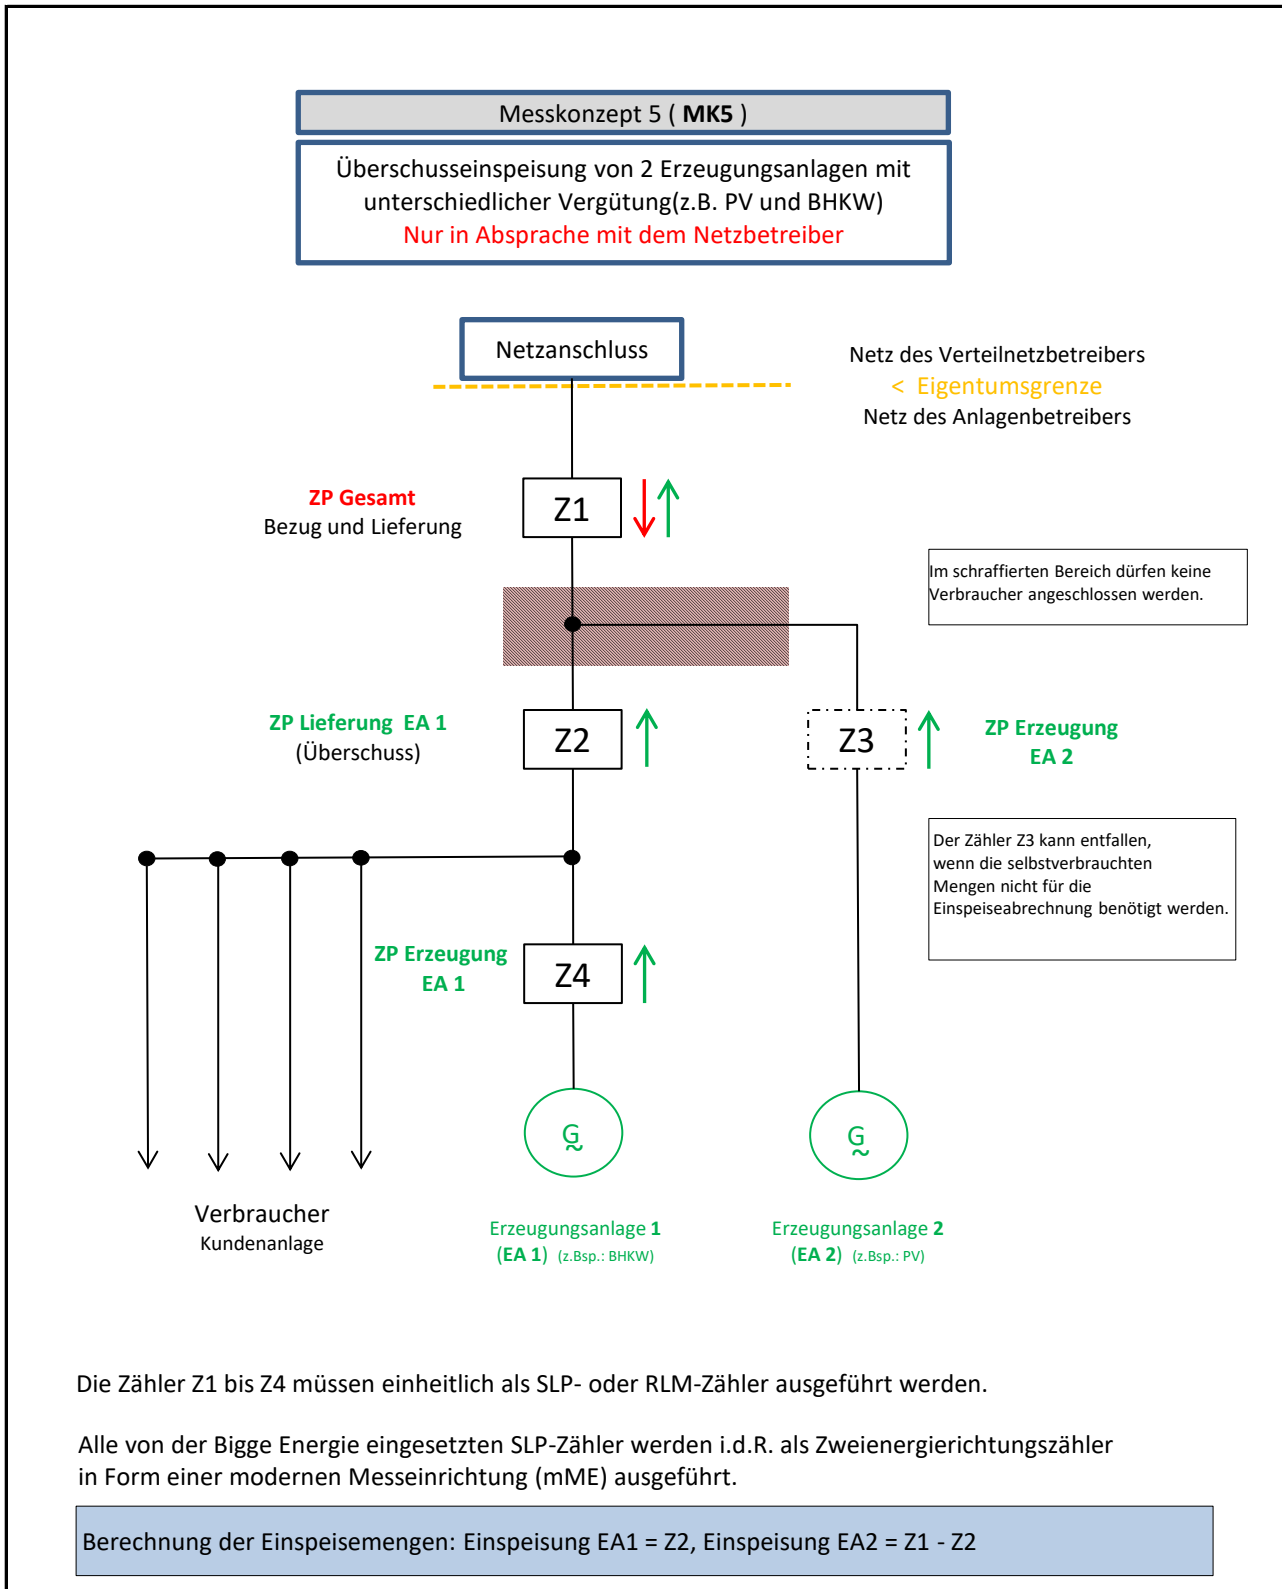 Messkonzept 5 ( MK5 )
Überschusseinspeisung von 2 Erzeugungsanlagen mit
unterschiedlicher Vergütung(z.B. PV und BHKW)
Nur in Absprache mit dem Netzbetreiber
Netzanschluss
Netz des Verteilnetzbetreibers
< Eigentumsgrenze
Netz des Anlagenbetreibers
ZP Gesamt
Bezug und Lieferung
Z1
Im schraffierten Bereich dürfen keine
Verbraucher angeschlossen werden.
ZP Lieferung EA 1
(Überschuss)
Z2
Z3
ZP Erzeugung
EA 2
Der Zähler Z3 kann entfallen,
wenn die selbstverbrauchten
Mengen nicht für die
Einspeiseabrechnung benötigt werden.
ZP Erzeugung
EA 1
Z4
G
~
G
~
Verbraucher
Kundenanlage
Erzeugungsanlage 1
(EA 1) (z.Bsp.: BHKW)
Erzeugungsanlage 2
(EA 2) (z.Bsp.: PV)
Die Zähler Z1 bis Z4 müssen einheitlich als SLP- oder RLM-Zähler ausgeführt werden.
Alle von der Bigge Energie eingesetzten SLP-Zähler werden i.d.R. als Zweienergierichtungszähler
in Form einer modernen Messeinrichtung (mME) ausgeführt.
Berechnung der Einspeisemengen: Einspeisung EA1 = Z2, Einspeisung EA2 = Z1 - Z2